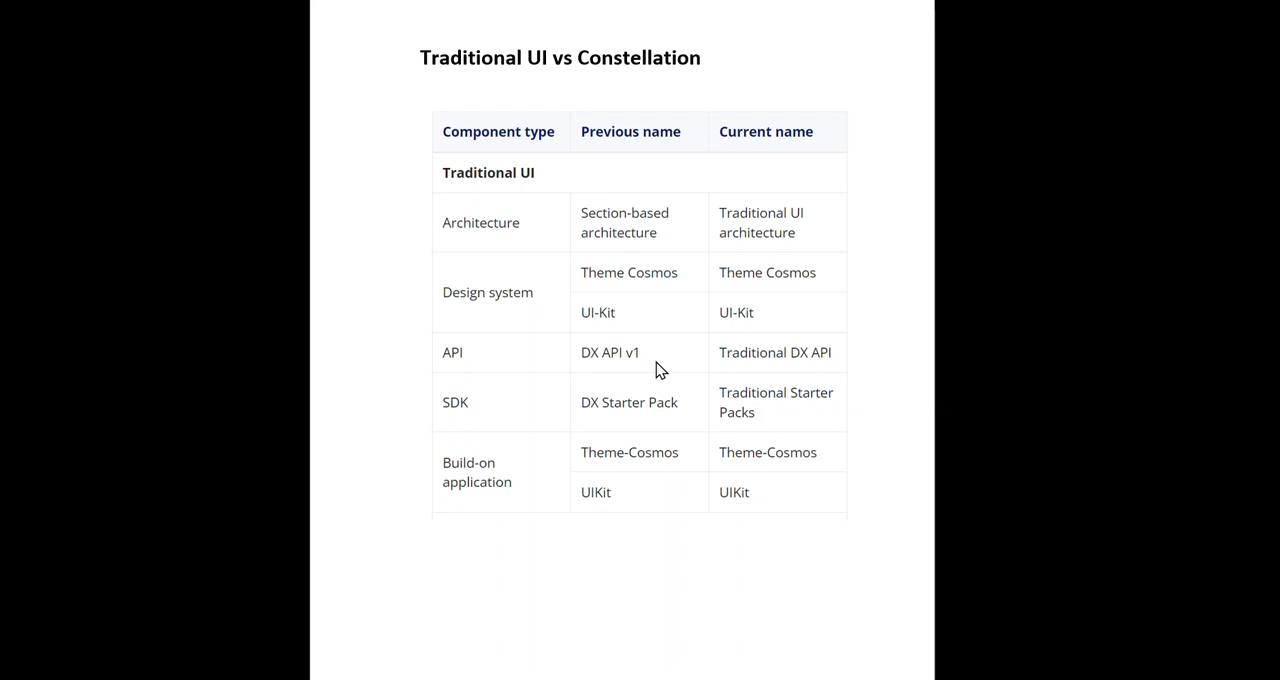 Traditional UI vs Constellation
Component type Previous name Current name
Traditional UI
Architecture
Section-based
architecture
Traditional UI
architecture
Design system
Theme Cosmos Theme Cosmos
UI-Kit UI-Kit
API DX API v1 Traditional DX API
SDK DX Starter Pack
Traditional Starter
Packs
Build-on
application
Theme-Cosmos Theme-Cosmos
UIKit UIKit